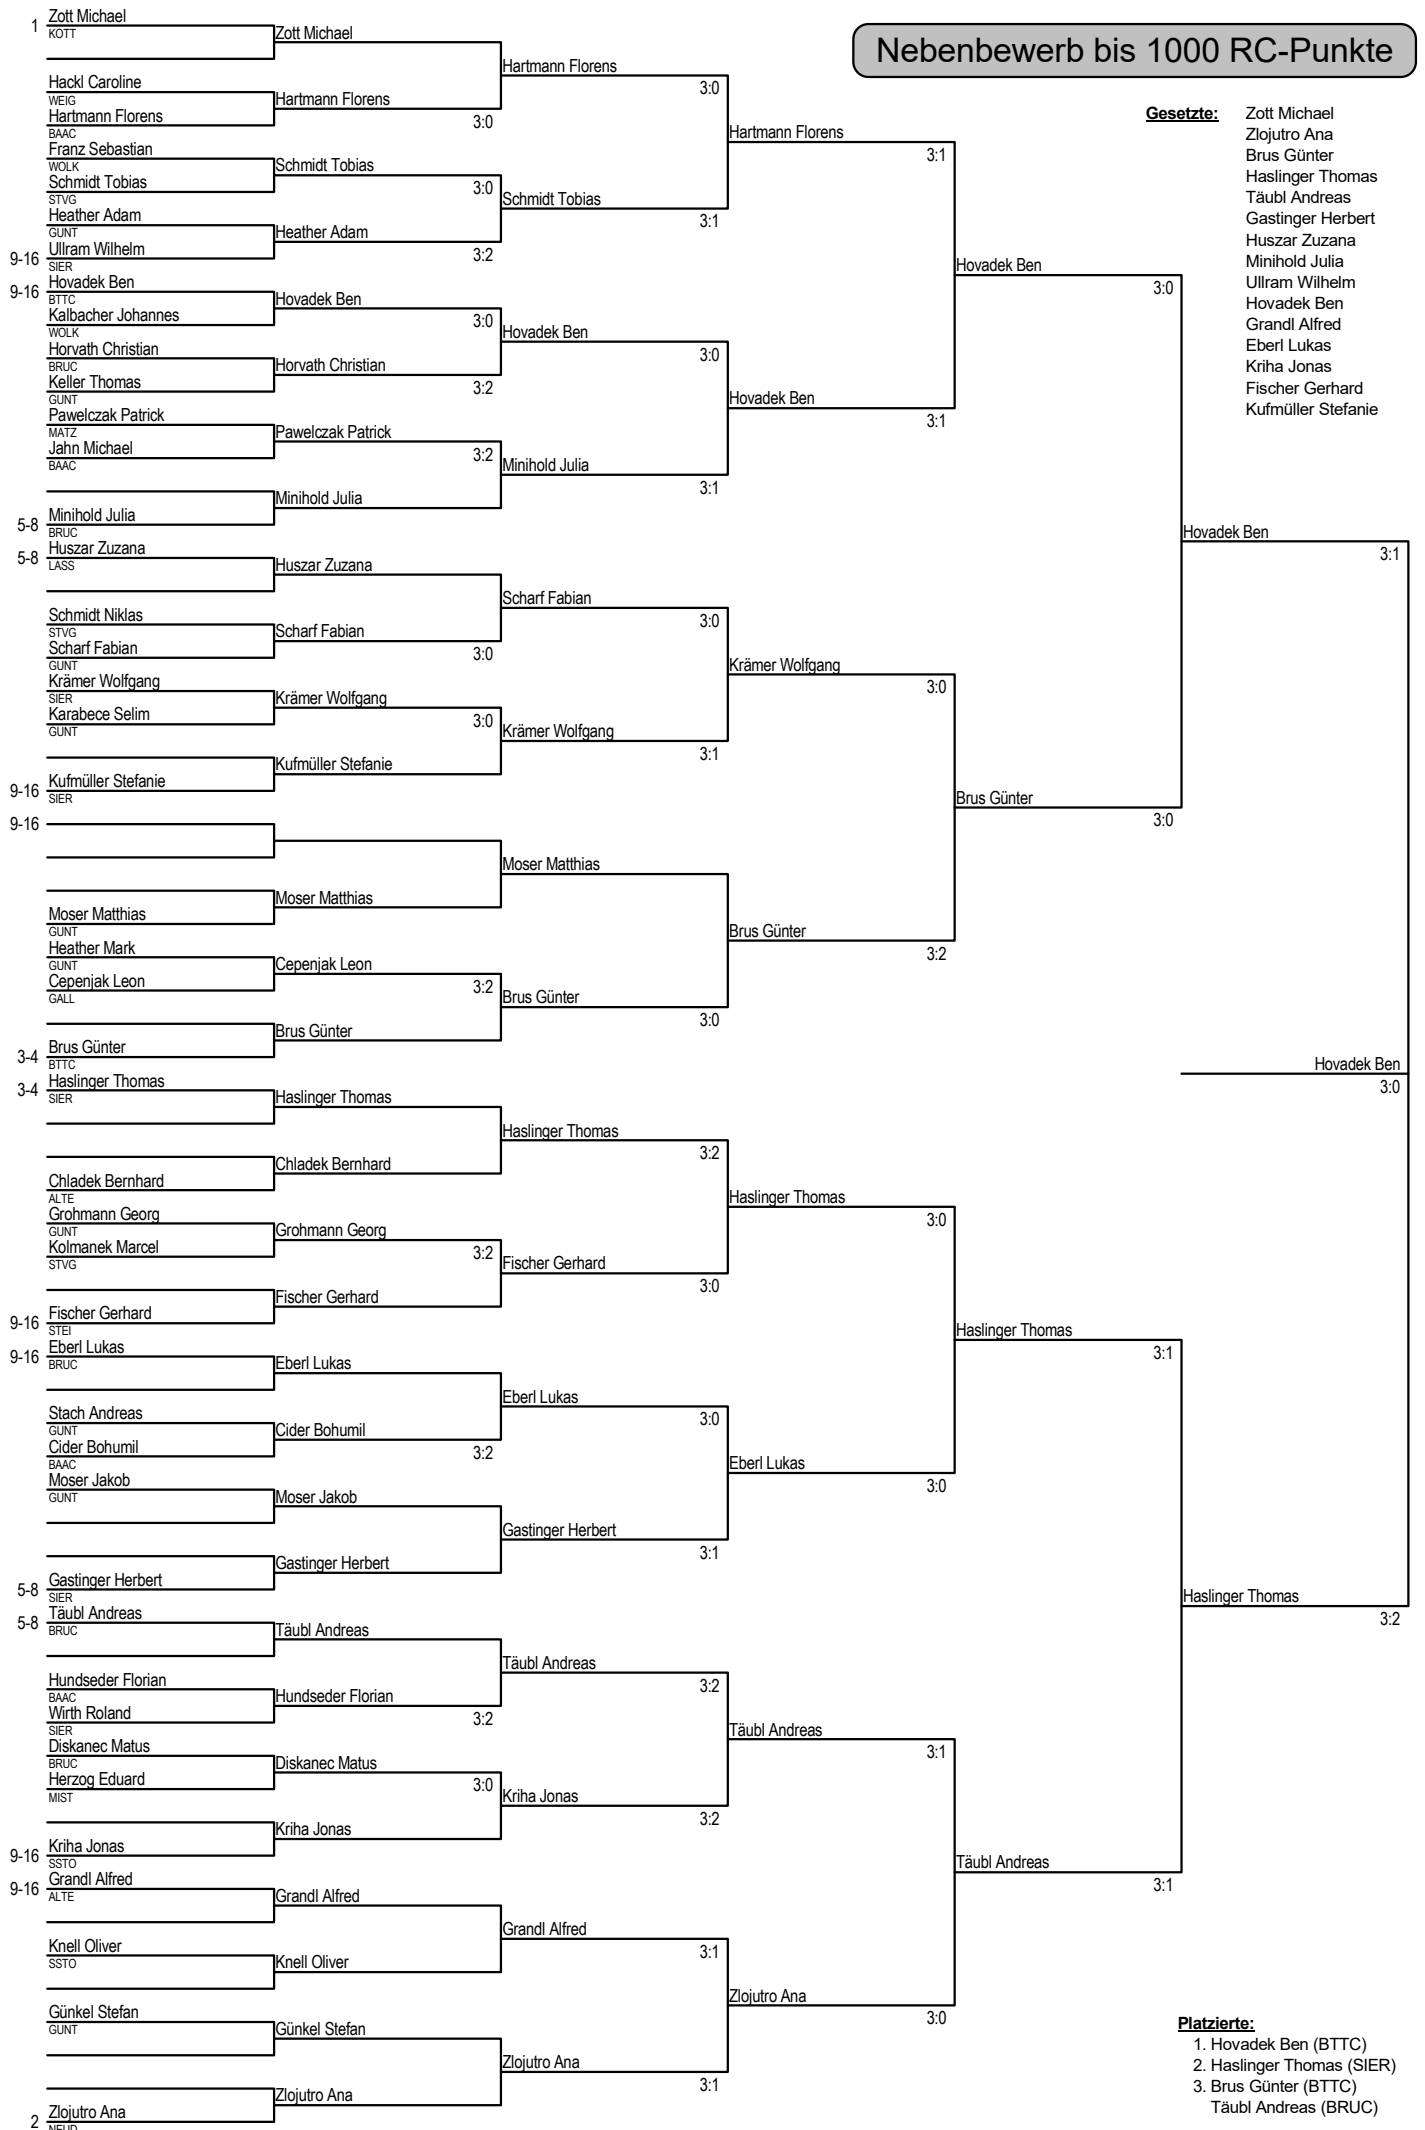 Nebenbewerb bis 1000 RC-Punkte
Gesetzte:
Zott Michael
Zlojutro Ana
Brus Günter
Haslinger Thomas
Täubl Andreas
Gastinger Herbert
Huszar Zuzana
Minihold Julia
Ullram Wilhelm
Hovadek Ben
Grandl Alfred
Eberl Lukas
Kriha Jonas
Fischer Gerhard
Kufmüller Stefanie
1 Zott Michael
KOTT
Hackl Caroline
WEIG
Hartmann Florens
BAAC
Franz Sebastian
WOLK
Schmidt Tobias
STVG
Heather Adam
GUNT
9-16 Ullram Wilhelm
SIER
9-16 Hovadek Ben
BTTC
Kalbacher Johannes
WOLK
Horvath Christian
BRUC
Keller Thomas
GUNT
Pawelczak Patrick
MATZ
Jahn Michael
BAAC
5-8 Minihold Julia
BRUC
5-8 Huszar Zuzana
LASS
Schmidt Niklas
STVG
Scharf Fabian
GUNT
Krämer Wolfgang
SIER
Karabece Selim
GUNT
9-16 Kufmüller Stefanie
SIER
9-16
Moser Matthias
GUNT
Heather Mark
GUNT
Cepenjak Leon
GALL
3-4 Brus Günter
BTTC
3-4 Haslinger Thomas
SIER
Chladek Bernhard
ALTE
Grohmann Georg
GUNT
Kolmanek Marcel
STVG
9-16 Fischer Gerhard
STEI
9-16 Eberl Lukas
BRUC
Stach Andreas
GUNT
Cider Bohumil
BAAC
Moser Jakob
GUNT
5-8 Gastinger Herbert
SIER
5-8 Täubl Andreas
BRUC
Hundseder Florian
BAAC
Wirth Roland
SIER
Diskanec Matus
BRUC
Herzog Eduard
MIST
9-16 Kriha Jonas
SSTO
9-16 Grandl Alfred
ALTE
Knell Oliver
SSTO
Günkel Stefan
GUNT
2 Zlojutro Ana
NEUD
Zott Michael
Hartmann Florens
3:0
Schmidt Tobias
3:0
Heather Adam
3:2
Hovadek Ben
3:0
Horvath Christian
3:2
Pawelczak Patrick
3:2
Minihold Julia
Huszar Zuzana
Scharf Fabian
3:0
Krämer Wolfgang
3:0
Kufmüller Stefanie
Moser Matthias
Cepenjak Leon
3:2
Brus Günter
Haslinger Thomas
Chladek Bernhard
Grohmann Georg
3:2
Fischer Gerhard
Eberl Lukas
Cider Bohumil
3:2
Moser Jakob
Gastinger Herbert
Täubl Andreas
Hundseder Florian
3:2
Diskanec Matus
3:0
Kriha Jonas
Grandl Alfred
Knell Oliver
Günkel Stefan
Zlojutro Ana
Hartmann Florens
3:0
Schmidt Tobias
3:1
Hovadek Ben
3:0
Minihold Julia
3:1
Scharf Fabian
3:0
Krämer Wolfgang
3:1
Moser Matthias
Brus Günter
3:0
Haslinger Thomas
3:2
Fischer Gerhard
3:0
Eberl Lukas
3:0
Gastinger Herbert
3:1
Täubl Andreas
3:2
Kriha Jonas
3:2
Grandl Alfred
3:1
Zlojutro Ana
3:1
Hartmann Florens
3:1
Hovadek Ben
3:1
Krämer Wolfgang
3:0
Brus Günter
3:2
Haslinger Thomas
3:0
Eberl Lukas
3:0
Täubl Andreas
3:1
Zlojutro Ana
3:0
Hovadek Ben
3:0
Brus Günter
3:0
Haslinger Thomas
3:1
Täubl Andreas
3:1
Hovadek Ben
3:1
Haslinger Thomas
3:2
Hovadek Ben
3:0
Platzierte:
1. Hovadek Ben (BTTC)
2. Haslinger Thomas (SIER)
3. Brus Günter (BTTC)
Täubl Andreas (BRUC)